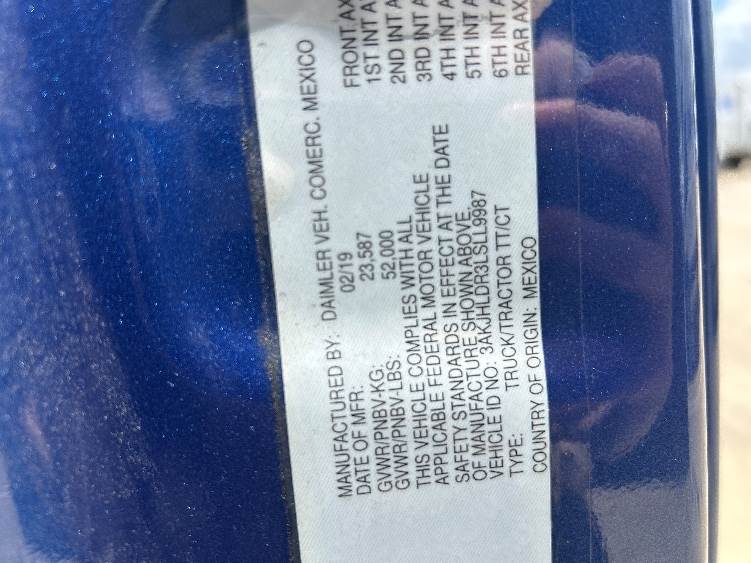 MANUFACTURED BY: DAIMLER VEH. COMERC. MEXICO
DATE OF MFR: 02/19
GVWR/PNBV-KG: 23,587
GVWR/PNBV-LBS: 52,000
THIS VEHICLE COMPLIES WITH ALL
APPLICABLE FEDERAL MOTOR VEHICLE
SAFETY STANDARDS IN EFFECT AT THE DATE
OF MANUFACTURE SHOWN ABOVE.
VEHICLE ID NO: 3AKJHLDR3LSLL9987
TYPE: TRUCK/TRACTOR TT/CT
COUNTRY OF ORIGIN: MEXICO
FRONT AX
1ST INT A
2ND INT A
3RD INT A
4TH INT A
5TH INT A
6TH INT A
REAR AX